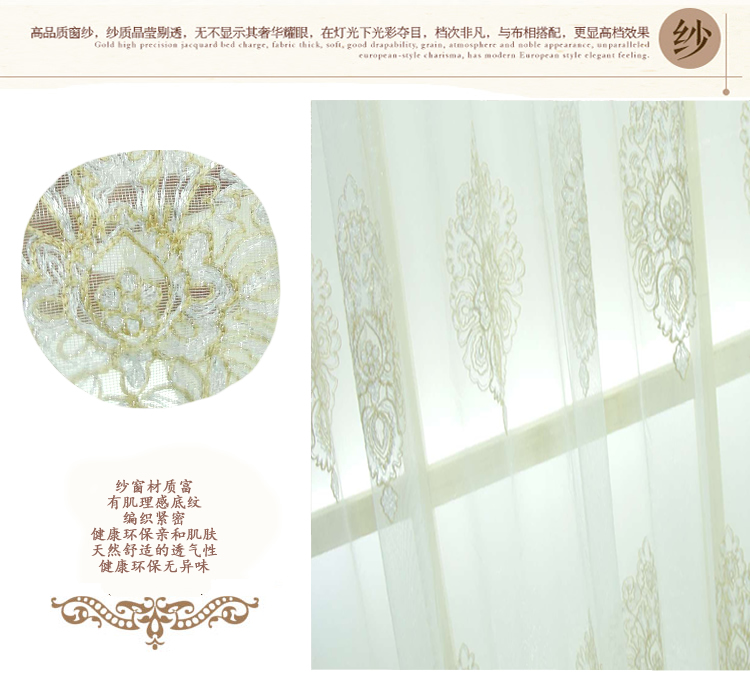 高品质窗纱，纱质晶莹剔透，无不显示其奢华耀眼，在灯光下光彩夺目，档次非凡，与布相搭配，更显高档效果
Gold high precision jacquard bed charge, fabric thick, soft, good drapability, grain, atmosphere and noble appearance, unparalleled
european-style charisma, has modern European style elegant feeling.
纱
纱窗材质富
有肌理感底纹
编织紧密
健康环保亲和肌肤
天然舒适的透气性
健康环保无异味